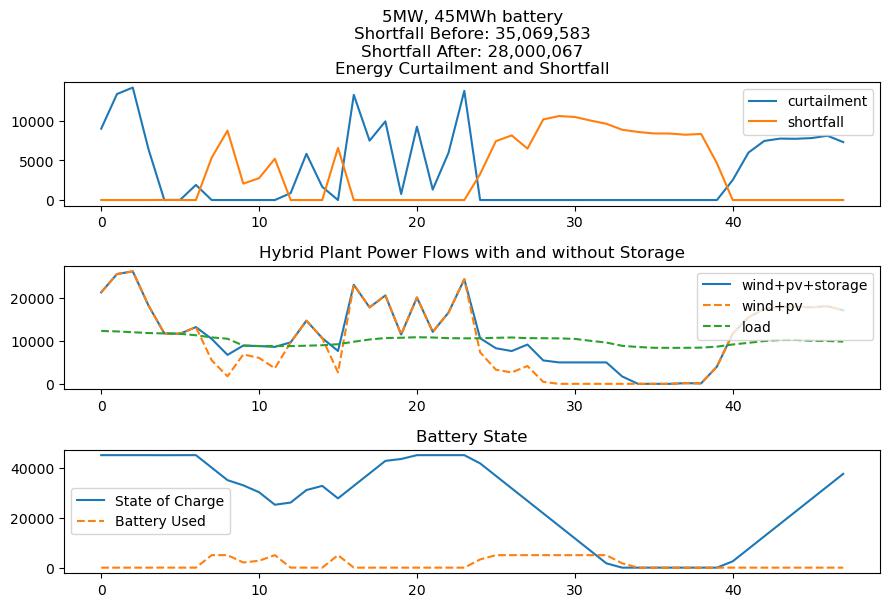 5MW, 45MWh battery
Shortfall Before: 35,069,583
Shortfall After: 28,000,067
Energy Curtailment and Shortfall
curtailment
shortfall
10000
5000
0
0 10 20 30 40
Hybrid Plant Power Flows with and without Storage
wind+pv+storage
wind+pv
load
20000
10000
0
0 10 20 30 40
Battery State
State of Charge
Battery Used
40000
20000
0
0 10 20 30 40